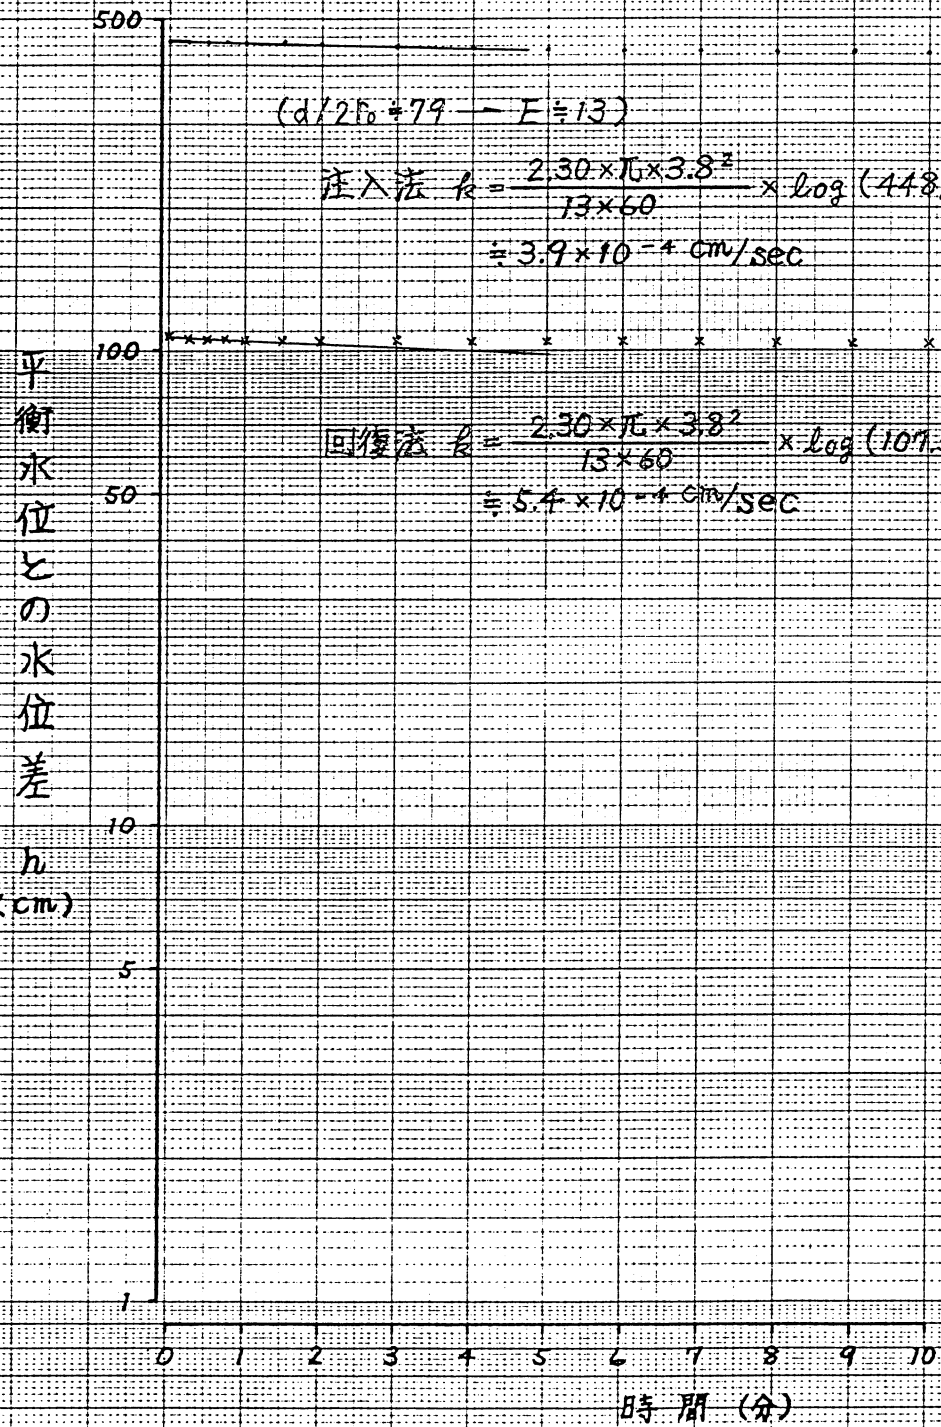 500
(d/2r₀≒79 — E≒13)
注入法 k = 2.30×π×3.8² / 13×60 × log (448.
≒ 3.9×10⁻⁴ cm/sec
100
回復法 k = 2.30×π×3.8² / 13×60 × log (107.
≒ 5.4×10⁻⁴ cm/sec
50
10
5
1
平衡水位との水位差 h
(cm)
0 1 2 3 4 5 6 7 8 9 10
時間 (分)